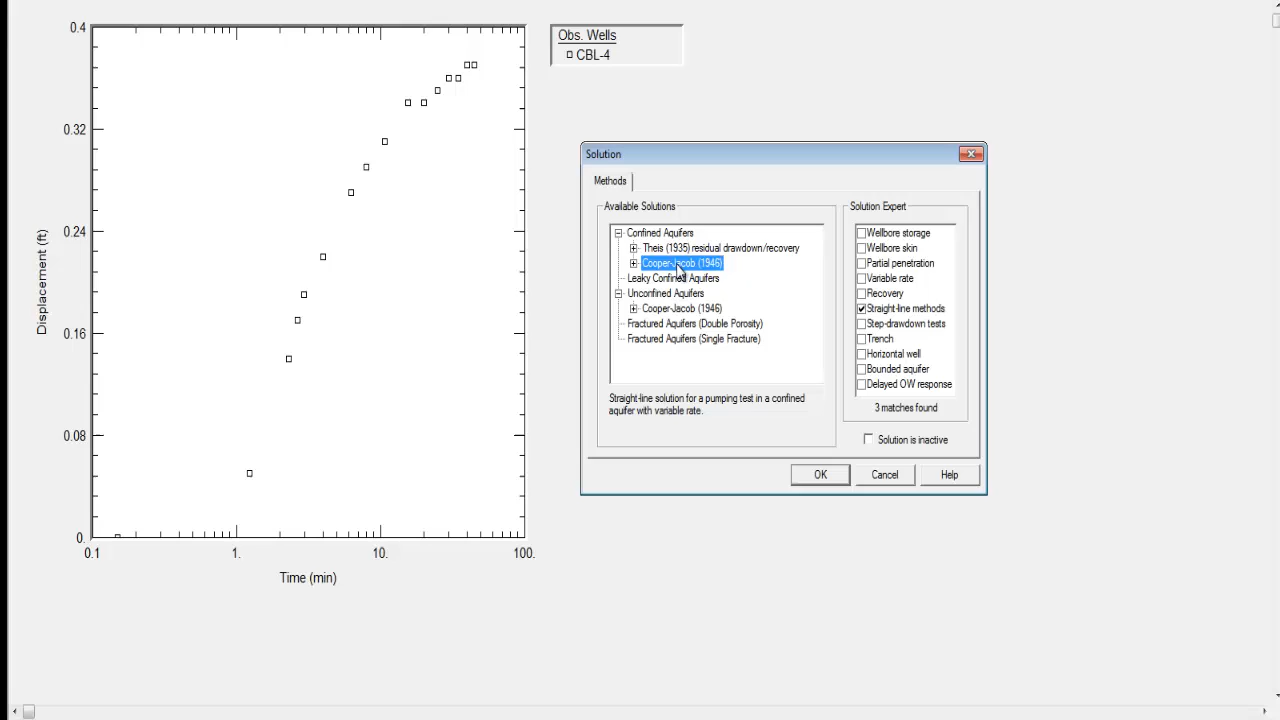 0.4
0.32
0.24
0.16
0.08
0.
Displacement (ft)
0.1
1.
10.
100.
Time (min)
Obs. Wells
CBL-4
Solution
Methods
Available Solutions
Confined Aquifers
Theis (1935) residual drawdown/recovery
Cooper-Jacob (1946)
Leaky Confined Aquifers
Unconfined Aquifers
Cooper-Jacob (1946)
Fractured Aquifers (Double Porosity)
Fractured Aquifers (Single Fracture)
Straight-line solution for a pumping test in a confined
aquifer with variable rate.
Solution Expert
Wellbore storage
Wellbore skin
Partial penetration
Variable rate
Recovery
Straight-line methods
Step-drawdown tests
Trench
Horizontal well
Bounded aquifer
Delayed OW response
3 matches found
Solution is inactive
OK
Cancel
Help